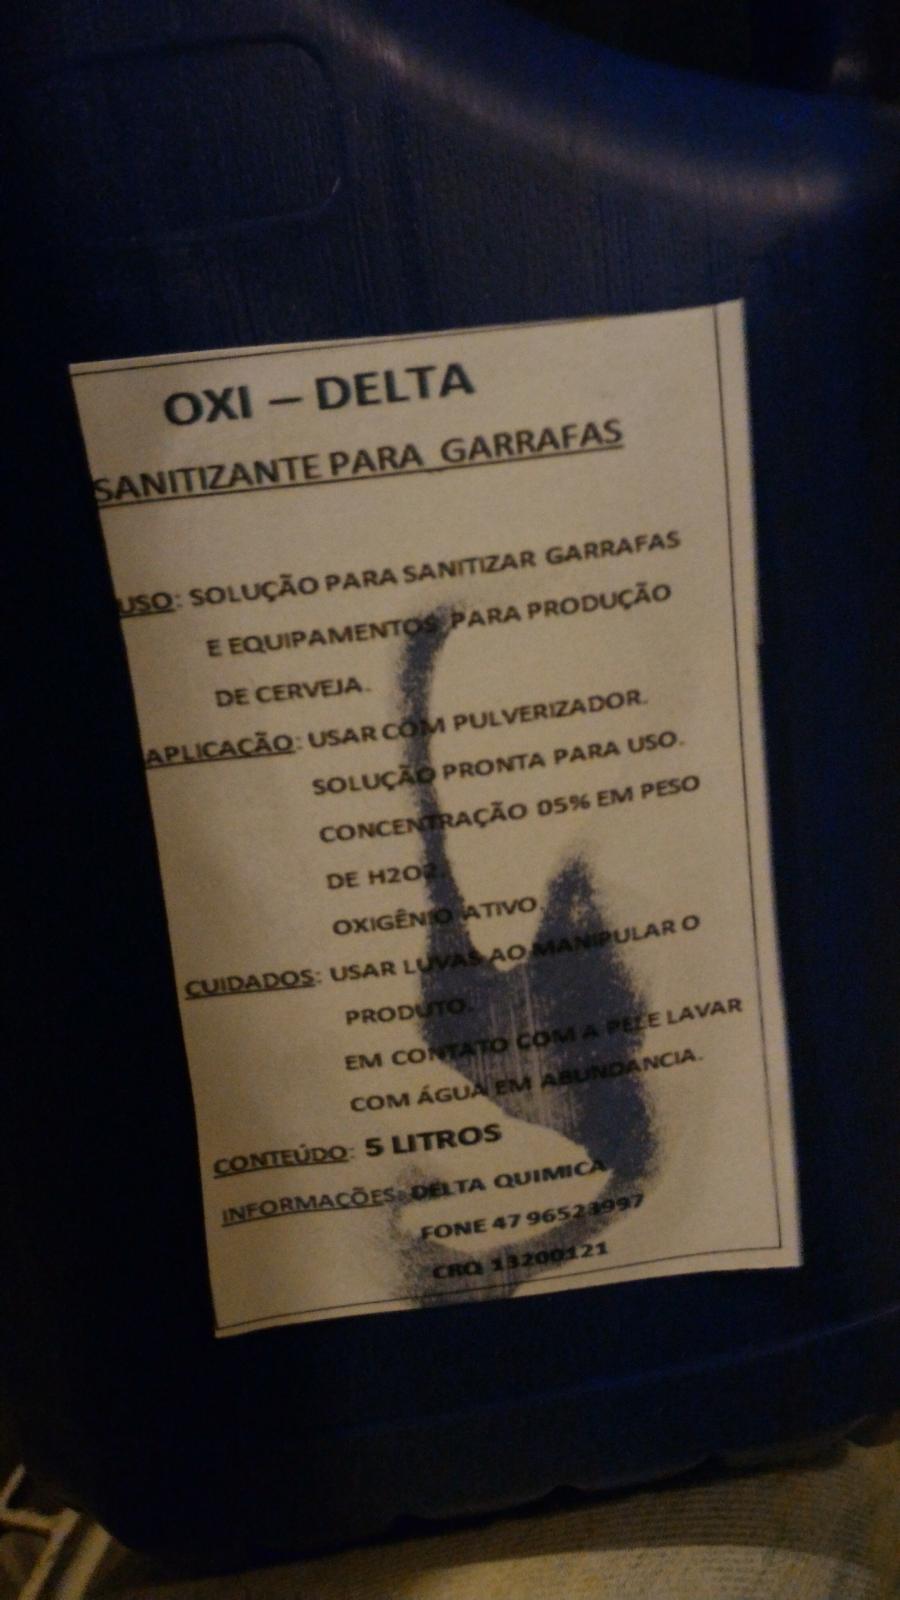 OXI – DELTA
SANITIZANTE PARA GARRAFAS
USO: SOLUÇÃO PARA SANITIZAR GARRAFAS
E EQUIPAMENTOS PARA PRODUÇÃO
DE CERVEJA.
APLICAÇÃO: USAR COM PULVERIZADOR.
SOLUÇÃO PRONTA PARA USO.
CONCENTRAÇÃO 05% EM PESO
DE H2O2.
OXIGÊNIO ATIVO.
CUIDADOS: USAR LUVAS AO MANIPULAR O
PRODUTO.
EM CONTATO COM A PELE LAVAR
COM ÁGUA EM ABUNDANCIA.
CONTEÚDO: 5 LITROS
INFORMAÇÕES: DELTA QUIMICA
FONE 47 96523997
CRQ 13200121